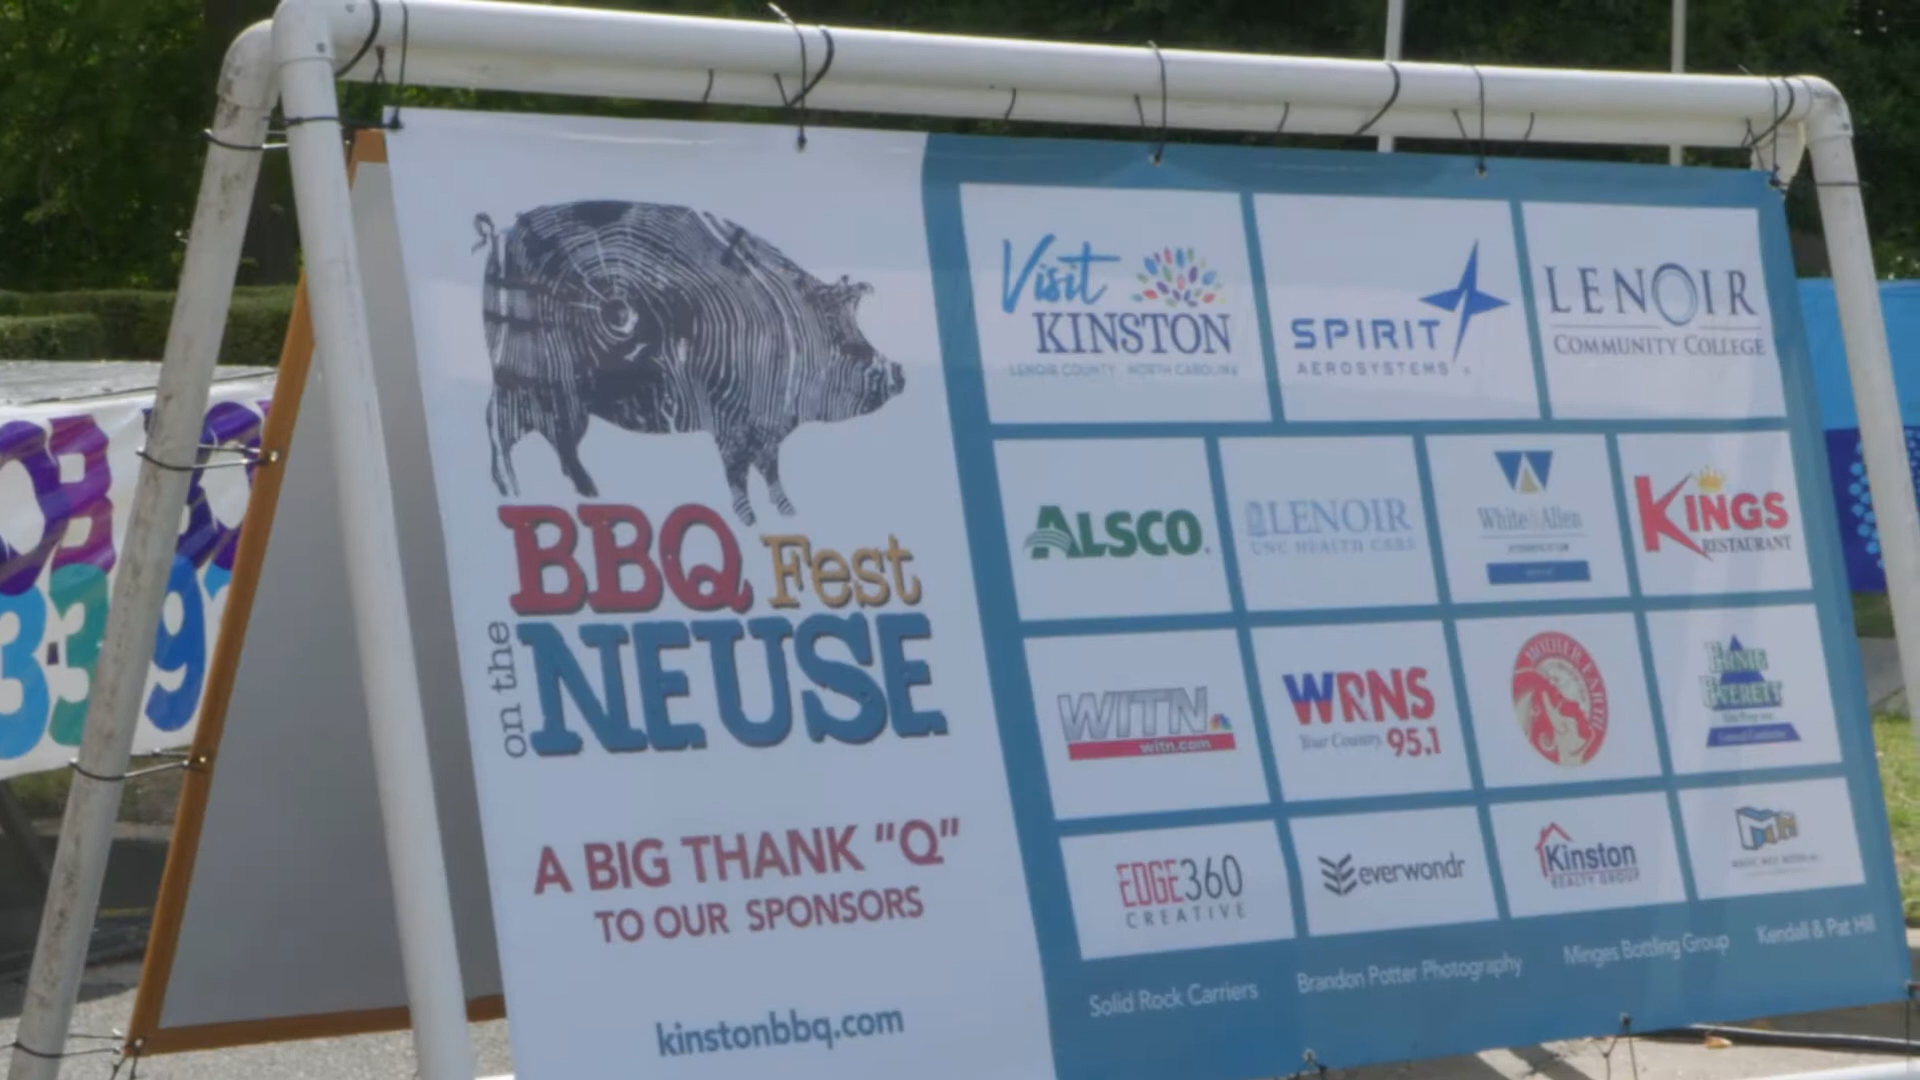 BBQ Fest
on the
NEUSE
A BIG THANK "Q"
TO OUR SPONSORS
kinstonbbq.com
Visit
KINSTON
LENOIR COUNTY NORTH CAROLINA
SPIRIT
AEROSYSTEMS
LENOIR
COMMUNITY COLLEGE
ALSCO
LENOIR
UNC HEALTH CARE
White & Allen
KINGS
RESTAURANT
WITN
witn.com
WRNS
Your Country 95.1
MOTHER EARTH
EDGE360
CREATIVE
everwondr
Kinston
REALTY GROUP
Solid Rock Carriers
Brandon Potter Photography
Minges Bottling Group
Kendall & Pat Hill